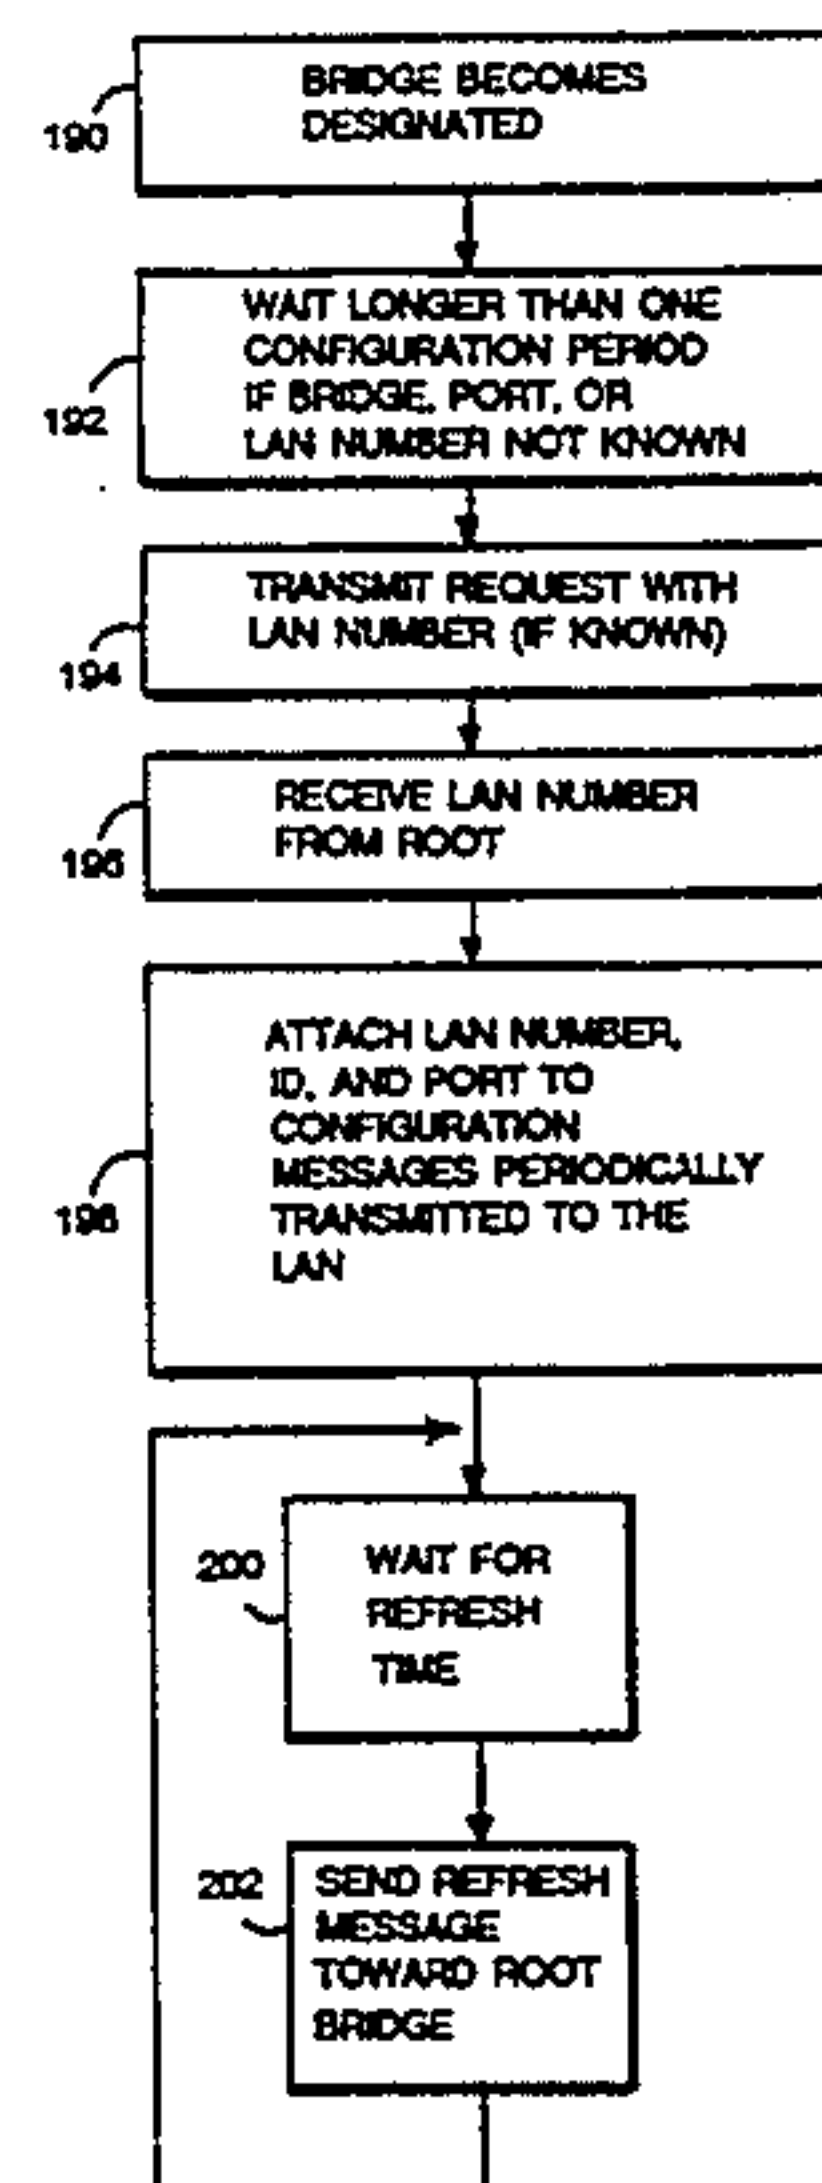 BRIDGE BECOMES
DESIGNATED
190
WAIT LONGER THAN ONE
CONFIGURATION PERIOD
IF BRIDGE, PORT, OR
LAN NUMBER NOT KNOWN
192
TRANSMIT REQUEST WITH
LAN NUMBER (IF KNOWN)
194
RECEIVE LAN NUMBER
FROM ROOT
195
ATTACH LAN NUMBER,
ID, AND PORT TO
CONFIGURATION
MESSAGES PERIODICALLY
TRANSMITTED TO THE
LAN
200
WAIT FOR
REFRESH
TIME
202
SEND REFRESH
MESSAGE
TOWARD ROOT
BRIDGE